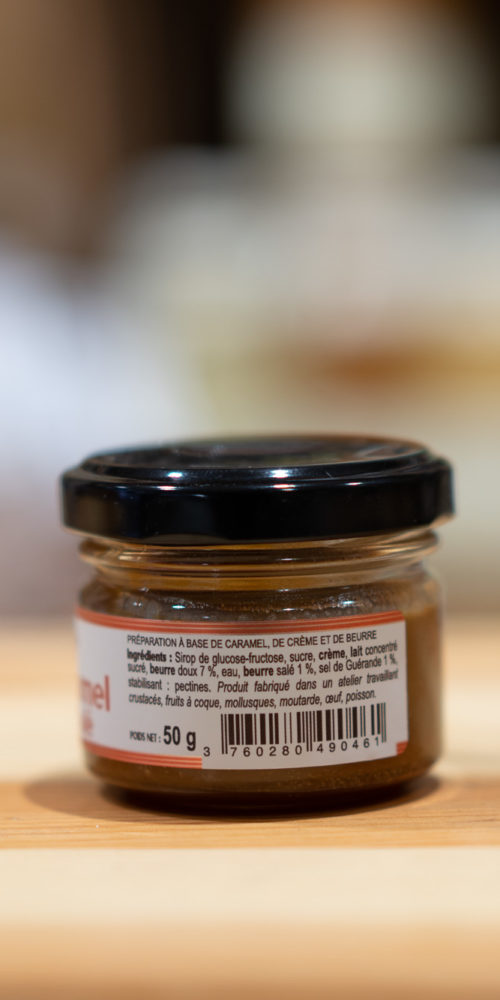 PRÉPARATION À BASE DE CARAMEL, DE CRÈME ET DE BEURRE
Ingrédients : Sirop de glucose-fructose, sucre, crème, lait concentré
sucré, beurre doux 7 %, eau, beurre salé 1 %, sel de Guérande 1 %,
stabilisant : pectines. Produit fabriqué dans un atelier travaillant
crustacés, fruits à coque, mollusques, moutarde, œuf, poisson.
mel
POIDS NET : 50 g
3 760280 490461